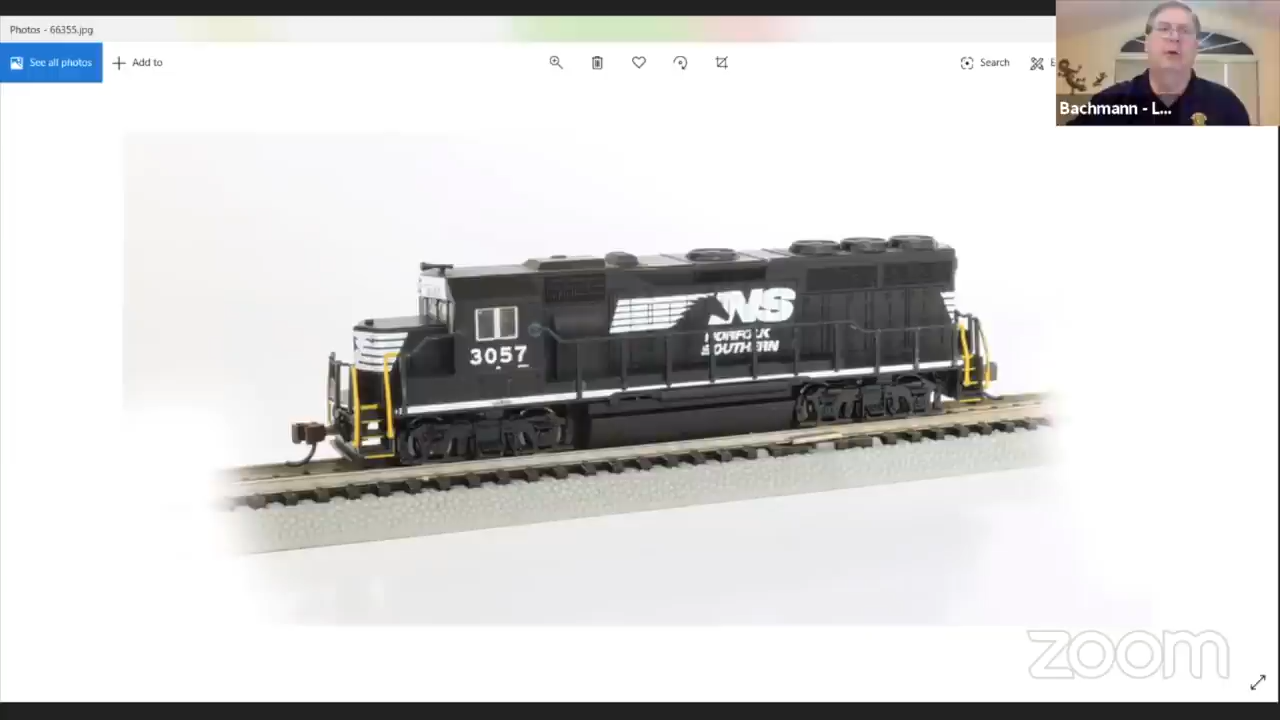 Photos - 66355.jpg
See all photos
Add to
Search
E
Bachmann - L...
NS
NORFOLK
SOUTHERN
3057
zoom